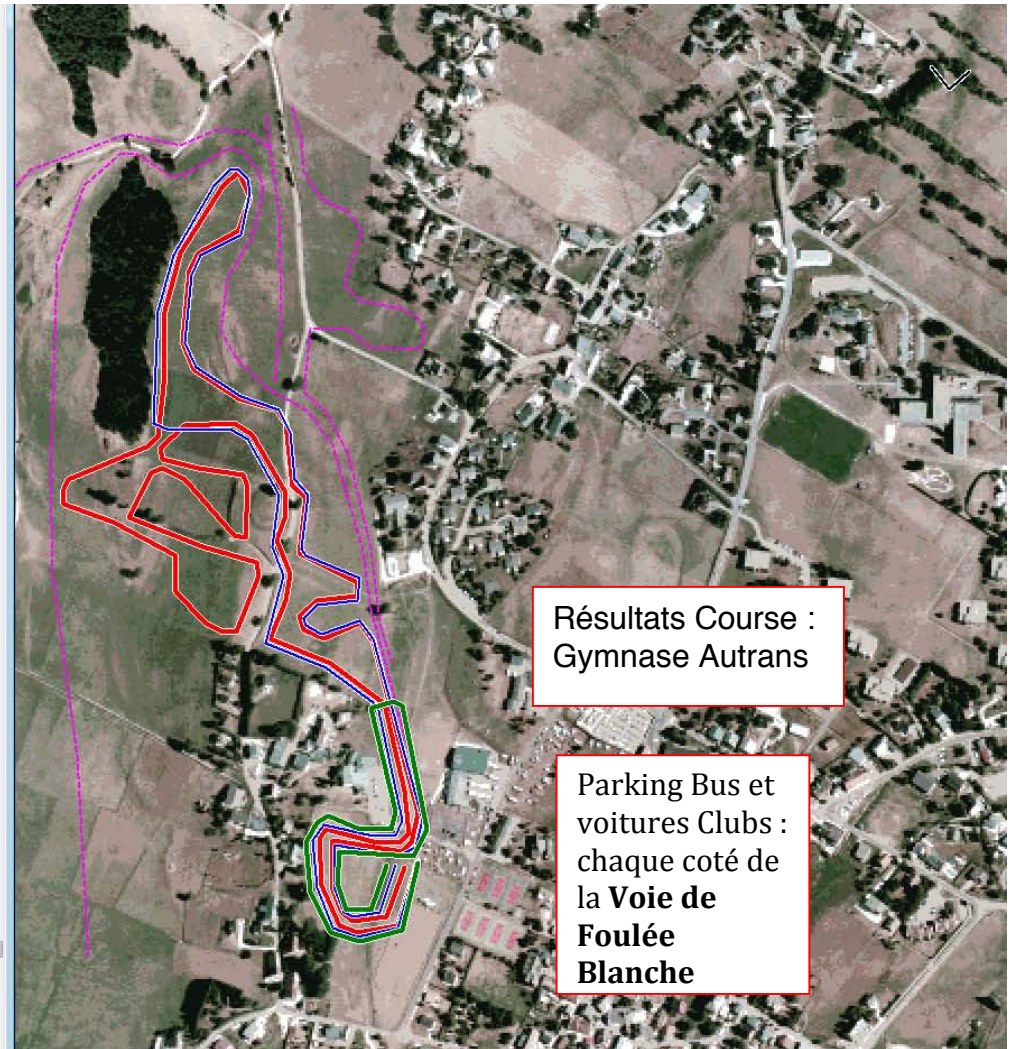 Résultats Course :
Gymnase Autrans
Parking Bus et
voitures Clubs :
chaque coté de
la Voie de
Foulée
Blanche